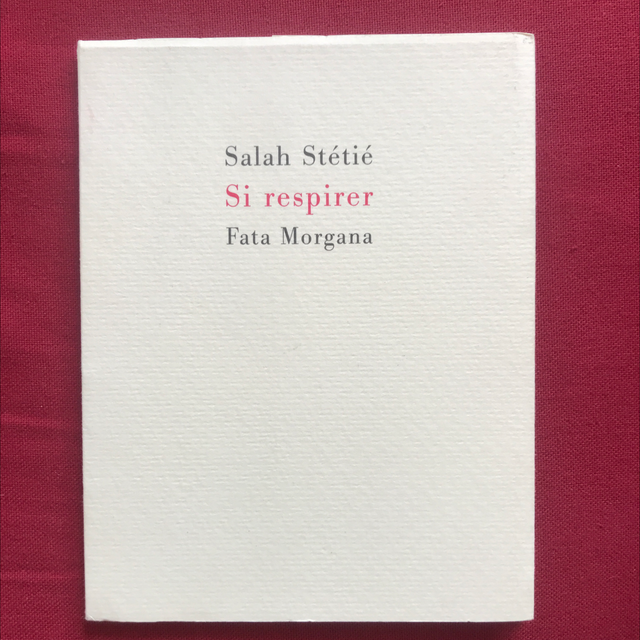 Salah Stétié
Si respirer
Fata Morgana